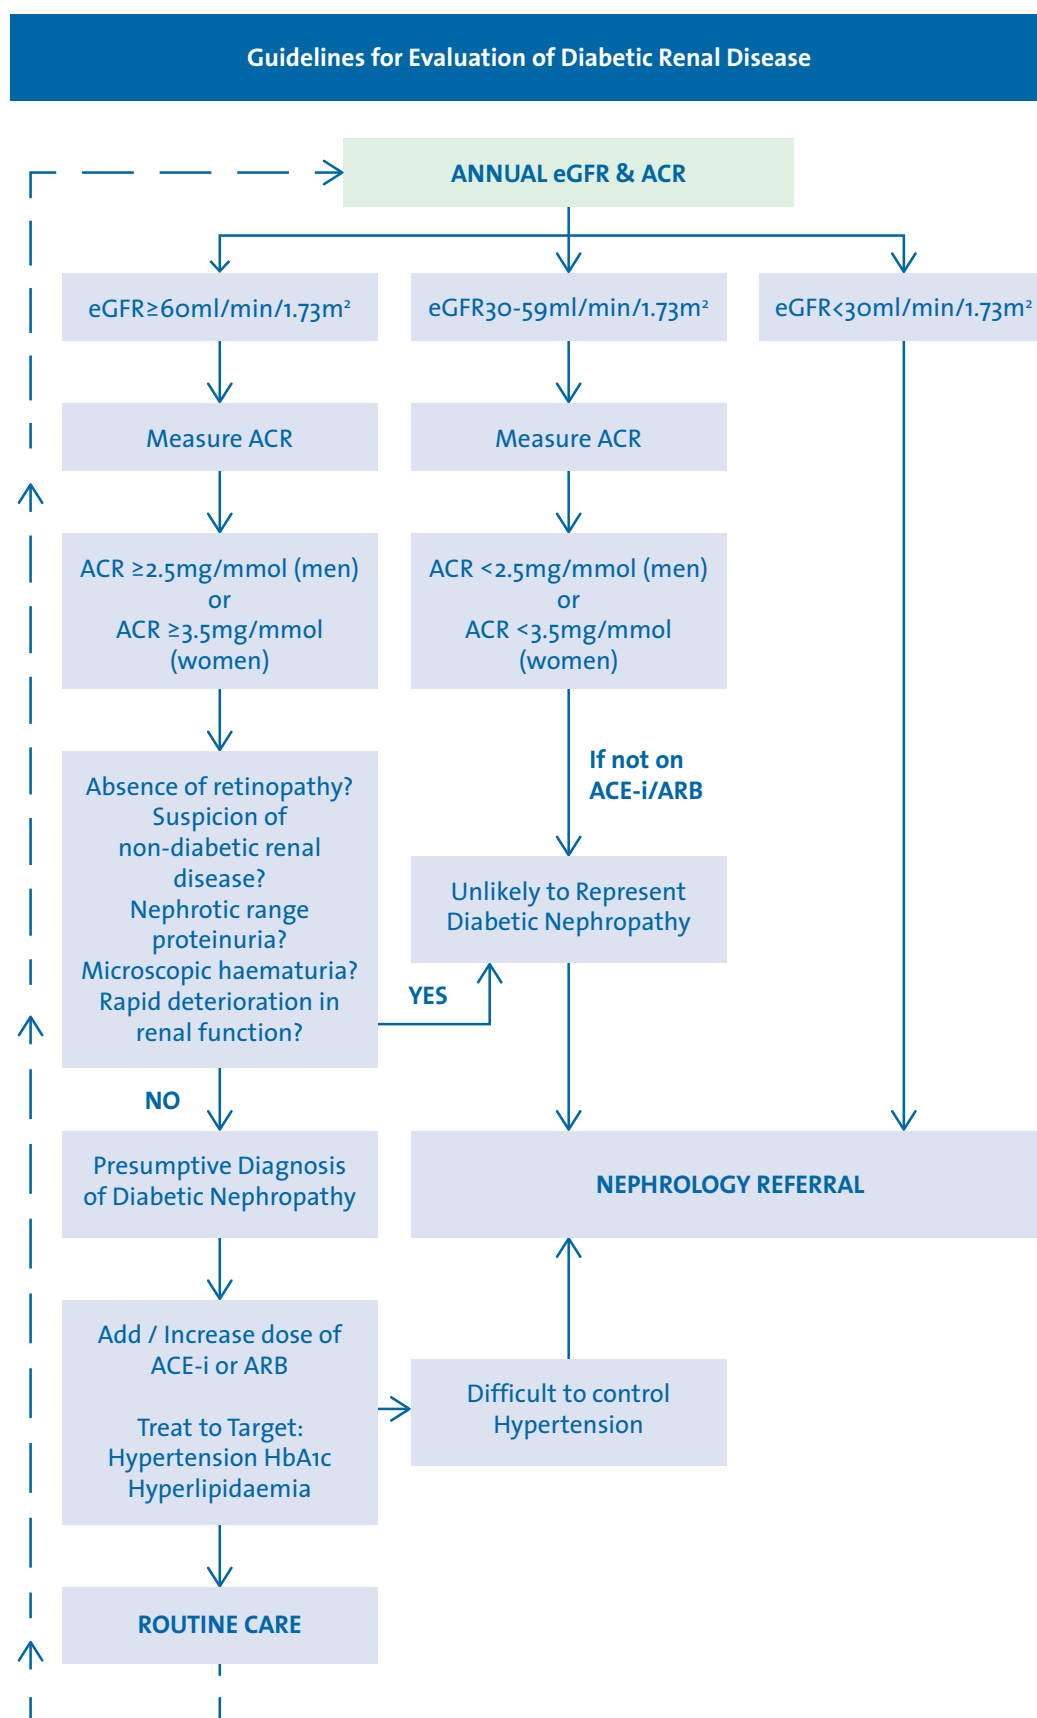 Guidelines for Evaluation of Diabetic Renal Disease
ANNUAL eGFR & ACR
eGFR≥60ml/min/1.73m²
eGFR30-59ml/min/1.73m²
eGFR<30ml/min/1.73m²
Measure ACR
Measure ACR
ACR ≥2.5mg/mmol (men)
or
ACR ≥3.5mg/mmol
(women)
ACR <2.5mg/mmol (men)
or
ACR <3.5mg/mmol
(women)
If not on
ACE-i/ARB
Absence of retinopathy?
Suspicion of
non-diabetic renal
disease?
Nephrotic range
proteinuria?
Microscopic haematuria?
Rapid deterioration in
renal function?
YES
Unlikely to Represent
Diabetic Nephropathy
NO
Presumptive Diagnosis
of Diabetic Nephropathy
NEPHROLOGY REFERRAL
Add / Increase dose of
ACE-i or ARB
Treat to Target:
Hypertension HbA1c
Hyperlipidaemia
Difficult to control
Hypertension
ROUTINE CARE